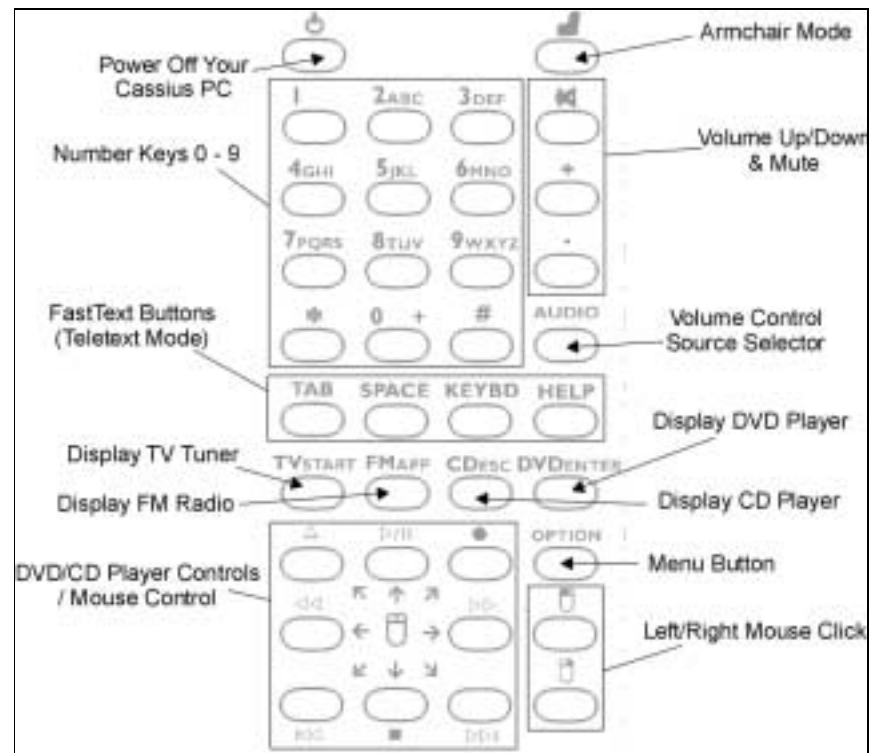 Armchair Mode
Power Off Your
Cassius PC
1 2ABC 3DEF
Volume Up/Down
& Mute
Number Keys 0 - 9
4GHI 5JKL 6MNO +
7PQRS 8TUV 9WXYZ -
FastText Buttons
(Teletext Mode)
* 0 + # AUDIO
Volume Control
Source Selector
TAB SPACE KEYBD HELP
Display DVD Player
Display TV Tuner
TVSTART FMAPP CDESC DVDENTER
Display FM Radio
Display CD Player
OPTION
Menu Button
DVD/CD Player Controls
/ Mouse Control
Left/Right Mouse Click